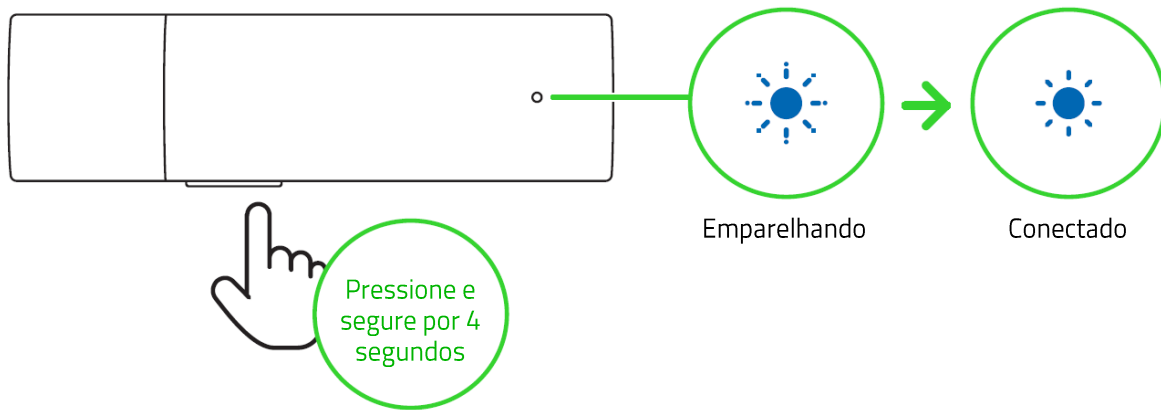 Emparelhando
Conectado
Pressione e
segure por 4
segundos